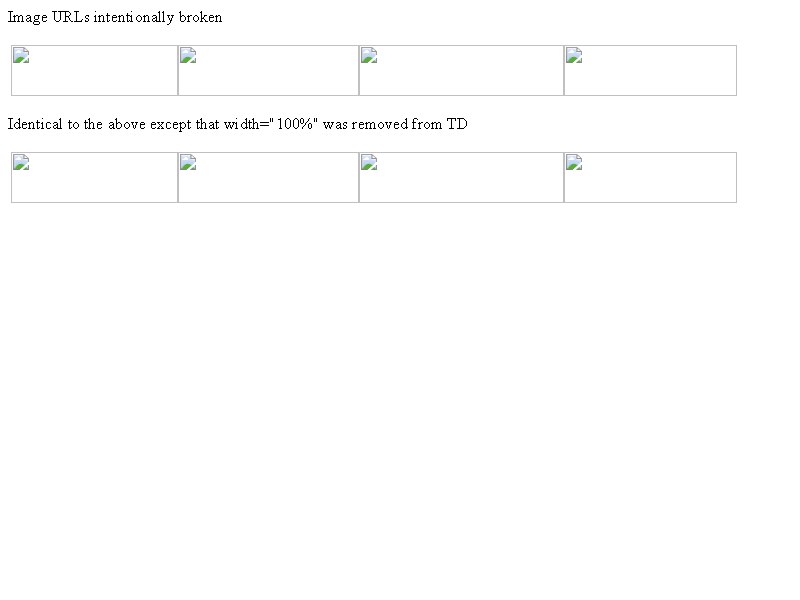 Image URLs intentionally broken
Identical to the above except that width="100%" was removed from TD